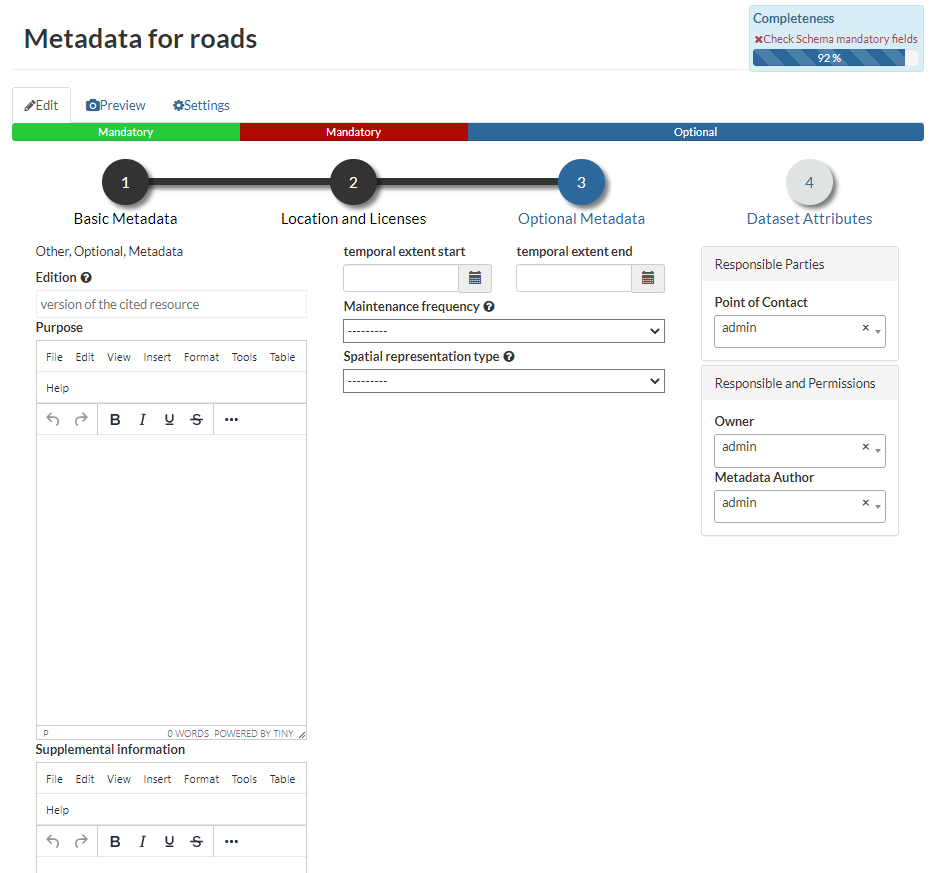 Metadata for roads
Completeness
✖Check Schema mandatory fields
92%
Edit
Preview
Settings
Mandatory
Mandatory
Optional
1
2
3
4
Basic Metadata
Location and Licenses
Optional Metadata
Dataset Attributes
Other, Optional, Metadata
Edition ?
version of the cited resource
Purpose
File Edit View Insert Format Tools Table
Help
B I U S ...
P
0 WORDS POWERED BY TINY
Supplemental information
File Edit View Insert Format Tools Table
Help
B I U S ...
temporal extent start
temporal extent end
Maintenance frequency ?
---------
Spatial representation type ?
---------
Responsible Parties
Point of Contact
admin ×
Responsible and Permissions
Owner
admin ×
Metadata Author
admin ×